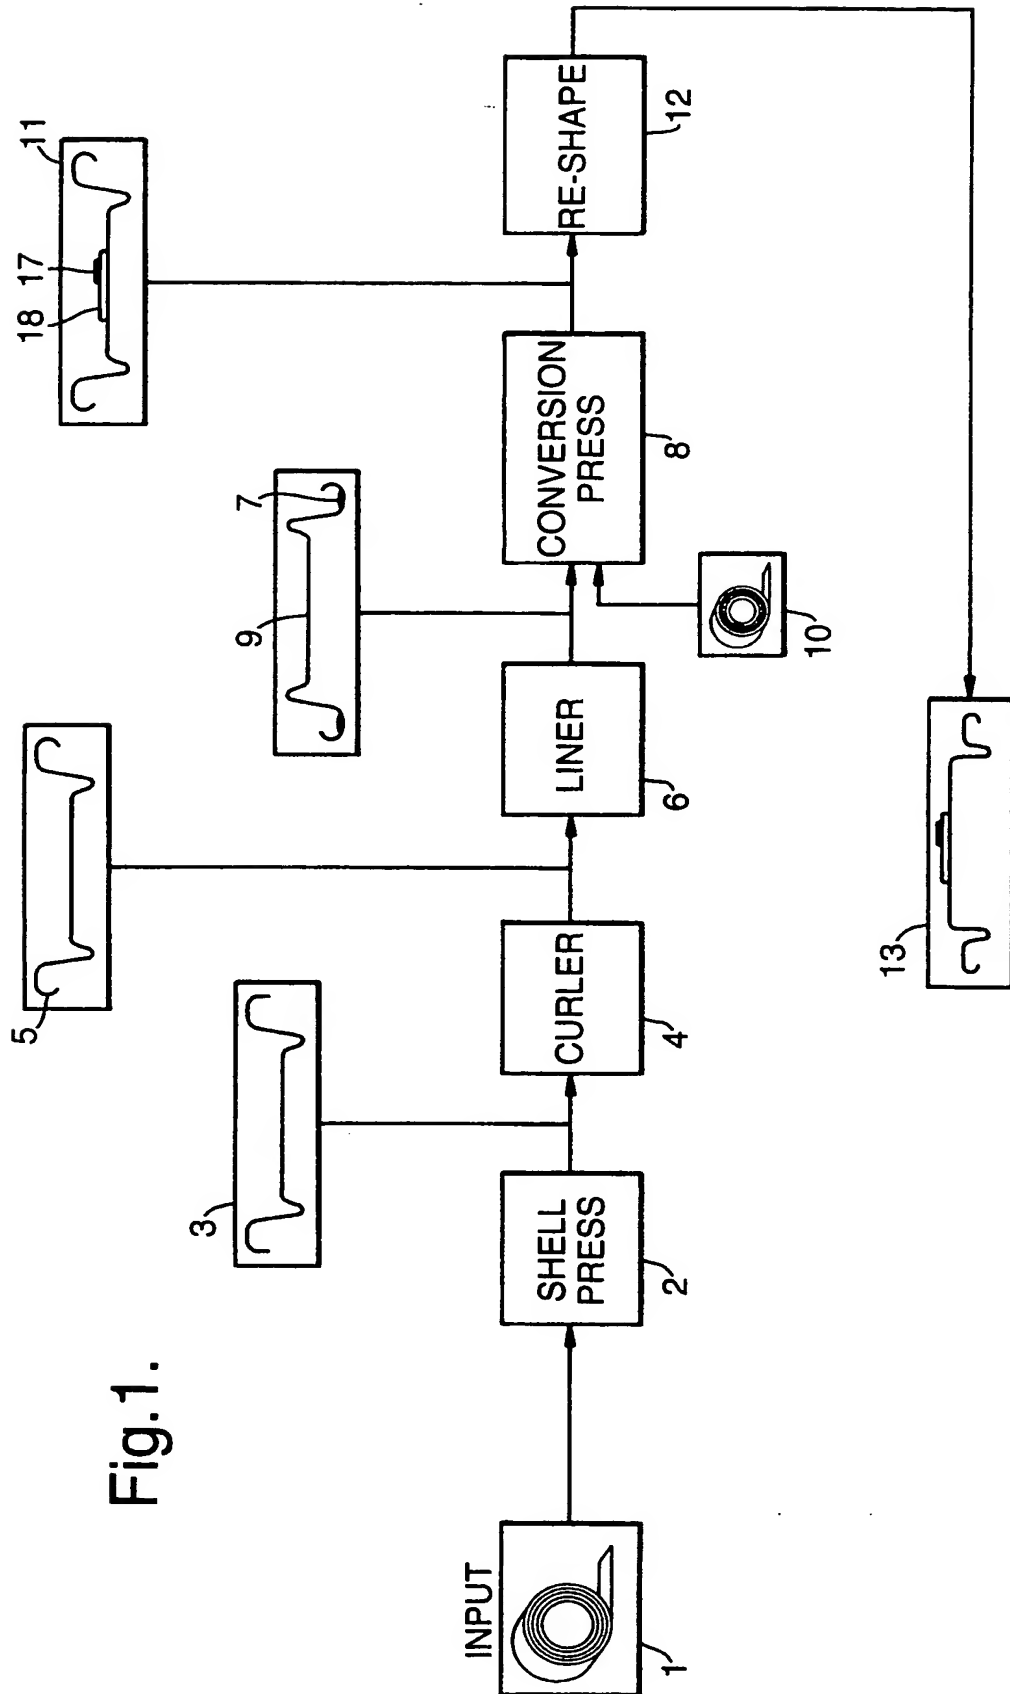 Fig.1.
INPUT
1
SHELL
PRESS
2
3
CURLER
4
5
LINER
6
9
7
CONVERSION
PRESS
8
10
18
17
11
RE-SHAPE
12
13